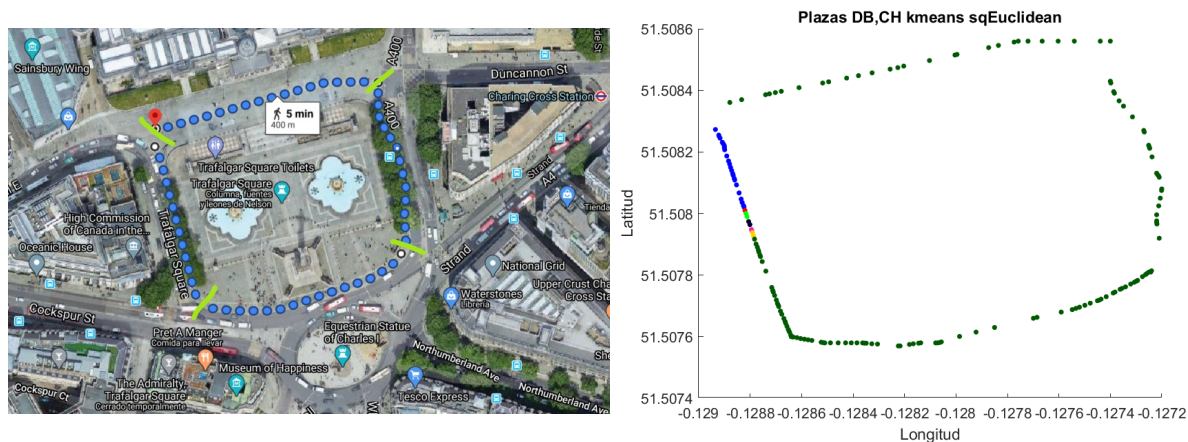 Sainsbury Wing
A400
Duncannon St
Charing Cross Station
5 min
400 m
A400
Trafalgar Square Toilets
Strand
A4
Trafalgar Square
Columna, fuentes
y leones de Nelson
Tienda
High Commission
of Canada in the...
Oceanic House
Trafalgar Square
Strand
National Grid
Upper Crust Cha
Cross Sta
Waterstones
Librería
Cockspur St
Pret A Manger
Comida para llevar
Equestrian Statue
of Charles I
Northumberland Ave
Museum of Happiness
The Admiralty,
Trafalgar Square
Cerrado temporalmente
Tesco Express
Northumberland Ave
Cockspur Ct
Plazas DB,CH kmeans sqEuclidean
51.5086
51.5084
51.5082
51.508
51.5078
51.5076
51.5074
Latitud
-0.129 -0.1288 -0.1286 -0.1284 -0.1282 -0.128 -0.1278 -0.1276 -0.1274 -0.1272
Longitud